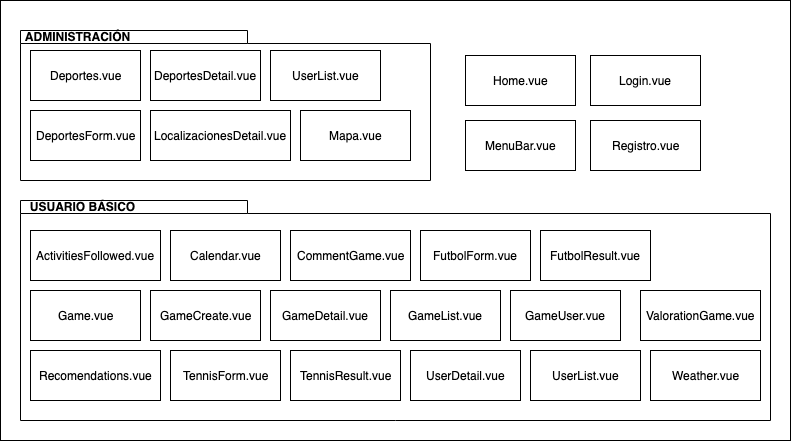 ADMINISTRACIÓN
Deportes.vue
DeportesDetail.vue
UserList.vue
DeportesForm.vue
LocalizacionesDetail.vue
Mapa.vue
Home.vue
Login.vue
MenuBar.vue
Registro.vue
USUARIO BÁSICO
ActivitiesFollowed.vue
Calendar.vue
CommentGame.vue
FutbolForm.vue
FutbolResult.vue
Game.vue
GameCreate.vue
GameDetail.vue
GameList.vue
GameUser.vue
ValorationGame.vue
Recomendations.vue
TennisForm.vue
TennisResult.vue
UserDetail.vue
UserList.vue
Weather.vue